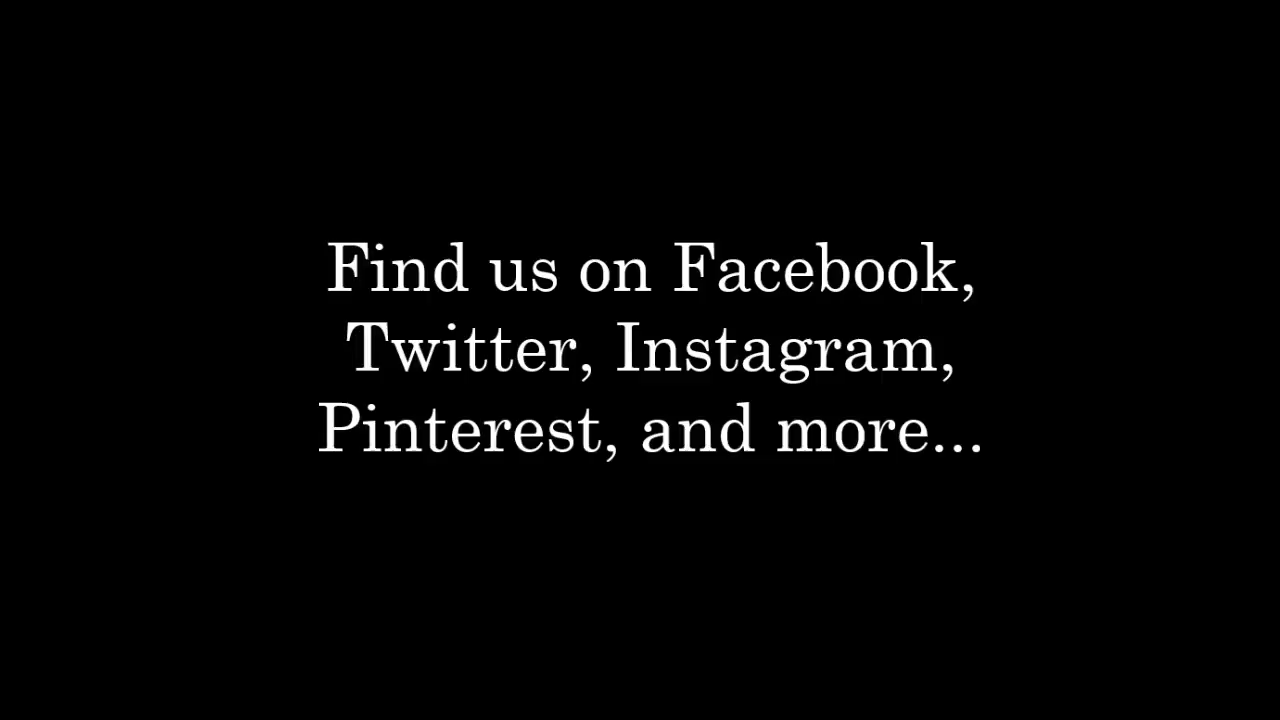 Find us on Facebook,
Twitter, Instagram,
Pinterest, and more...